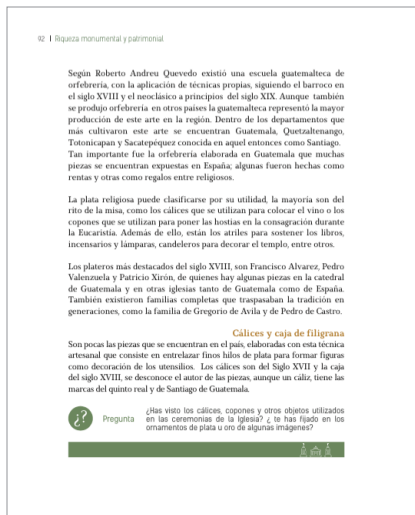 92 | Riqueza monumental y patrimonial
Según Roberto Andreu Quevedo existió una escuela guatemalteca de
orfebrería, con la aplicación de técnicas propias, siguiendo el barroco en
el siglo XVIII y el neoclásico a principios del siglo XIX. Aunque también
se produjo orfebrería en otros países la guatemalteca representó la mayor
producción de este arte en la región. Dentro de los departamentos que
más cultivaron este arte se encuentran Guatemala, Quetzaltenango,
Totonicapan y Sacatepéquez conocida en aquel entonces como Santiago.
Tan importante fue la orfebrería elaborada en Guatemala que muchas
piezas se encuentran expuestas en España; algunas fueron hechas como
rentas y otras como regalos entre religiosos.
La plata religiosa puede clasificarse por su utilidad, la mayoría son del
rito de la misa, como los cálices que se utilizan para colocar el vino o los
copones que se utilizan para poner las hostias en la consagración durante
la Eucaristía. Además de ello, están los atriles para sostener los libros,
incensarios y lámparas, candeleros para decorar el templo, entre otros.
Los plateros más destacados del siglo XVIII, son Francisco Alvarez, Pedro
Valenzuela y Patricio Xirón, de quienes hay algunas piezas en la catedral
de Guatemala y en otras iglesias tanto de Guatemala como de España.
También existieron familias completas que traspasaban la tradición en
generaciones, como la familia de Gregorio de Avila y de Pedro de Castro.
Cálices y caja de filigrana
Son pocas las piezas que se encuentran en el país, elaboradas con esta técnica
artesanal que consiste en entrelazar finos hilos de plata para formar figuras
como decoración de los utensilios. Los cálices son del Siglo XVII y la caja
del siglo XVIII, se desconoce el autor de las piezas, aunque un cáliz, tiene las
marcas del quinto real y de Santiago de Guatemala.
¿? Pregunta
¿Has visto los cálices, copones y otros objetos utilizados
en las ceremonias de la Iglesia? ¿ te has fijado en los
ornamentos de plata u oro de algunas imágenes?